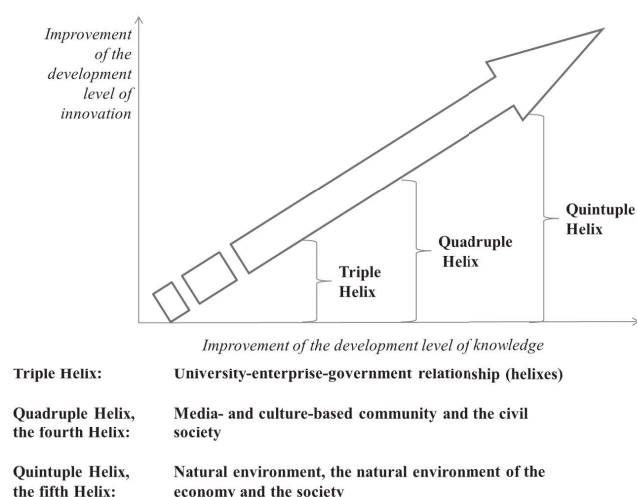 Improvement
of the
development
level of
innovation
Triple
Helix
Quadruple
Helix
Quintuple
Helix
Improvement of the development level of knowledge
Triple Helix: University-enterprise-government relationship (helixes)
Quadruple Helix, Media- and culture-based community and the civil
the fourth Helix: society
Quintuple Helix, Natural environment, the natural environment of the
the fifth Helix: economy and the society